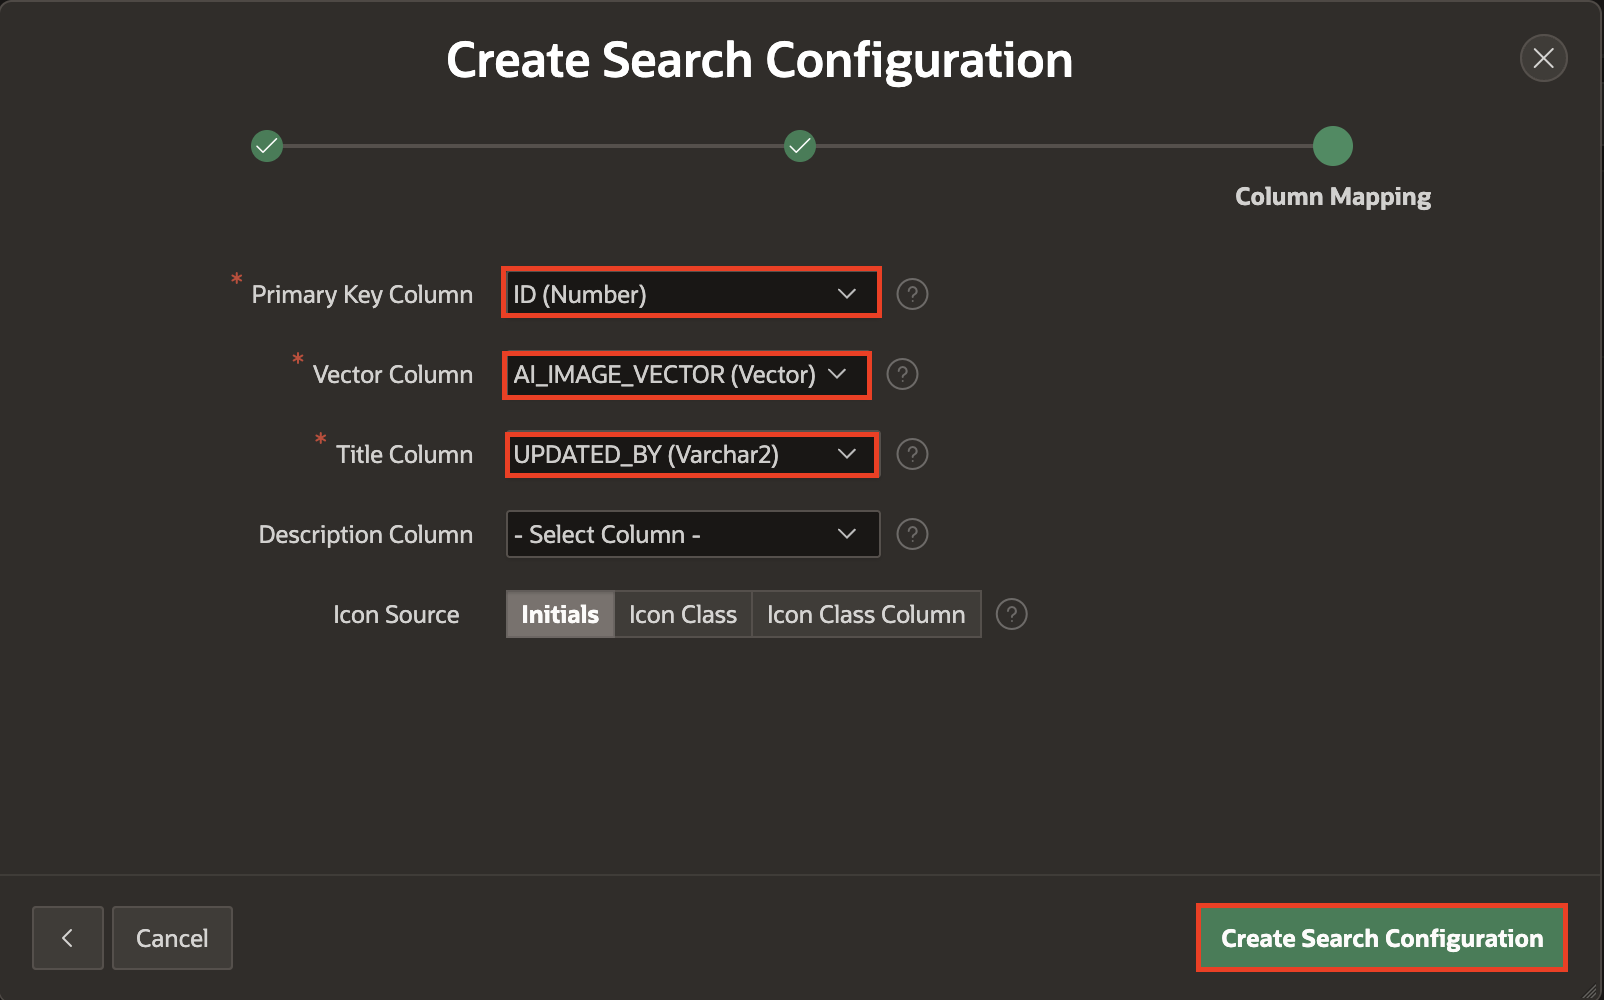 Create Search Configuration
Column Mapping
* Primary Key Column ID (Number) ?
* Vector Column AI_IMAGE_VECTOR (Vector) ?
* Title Column UPDATED_BY (Varchar2) ?
Description Column - Select Column - ?
Icon Source Initials Icon Class Icon Class Column ?
Cancel Create Search Configuration